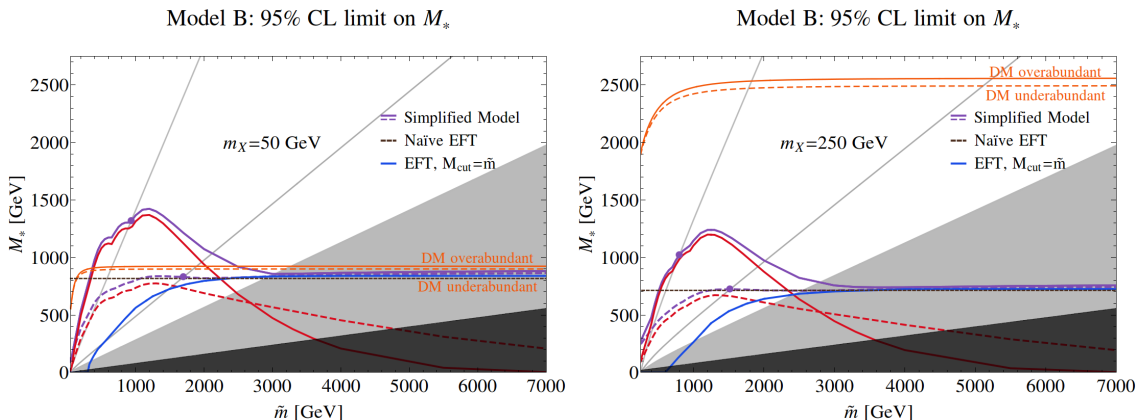 Model B: 95% CL limit on M*
M* [GeV]
2500
2000
1500
1000
500
0
DM overabundant
DM underabundant
Simplified Model
Naïve EFT
EFT, Mcut=m̃
mX=50 GeV
1000
2000
3000
4000
5000
6000
7000
m̃ [GeV]
Model B: 95% CL limit on M*
M* [GeV]
2500
2000
1500
1000
500
0
DM overabundant
DM underabundant
Simplified Model
Naïve EFT
EFT, Mcut=m̃
mX=250 GeV
1000
2000
3000
4000
5000
6000
7000
m̃ [GeV]